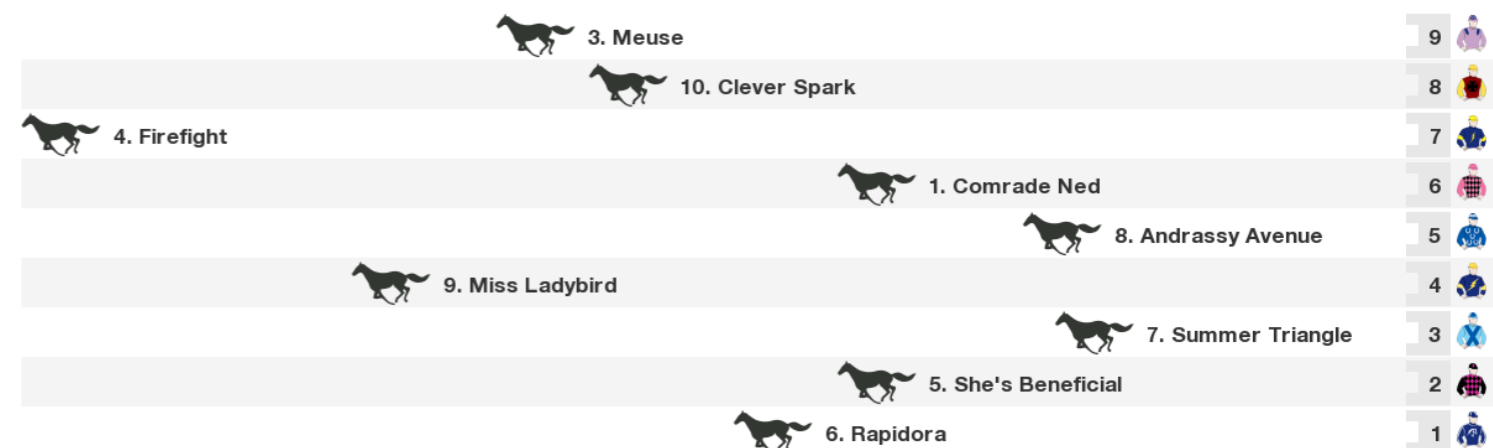 3. Meuse 9
10. Clever Spark 8
4. Firefight 7
1. Comrade Ned 6
8. Andrassy Avenue 5
9. Miss Ladybird 4
7. Summer Triangle 3
5. She's Beneficial 2
6. Rapidora 1